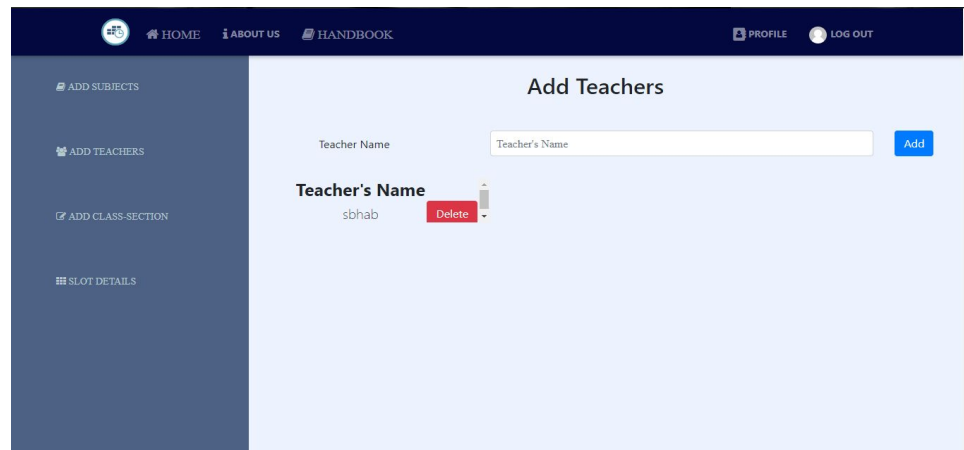 HOME
ABOUT US
HANDBOOK
PROFILE
LOG OUT
ADD SUBJECTS
ADD TEACHERS
ADD CLASS-SECTION
SLOT DETAILS
Add Teachers
Teacher Name
Teacher's Name
Add
Teacher's Name
sbhab
Delete